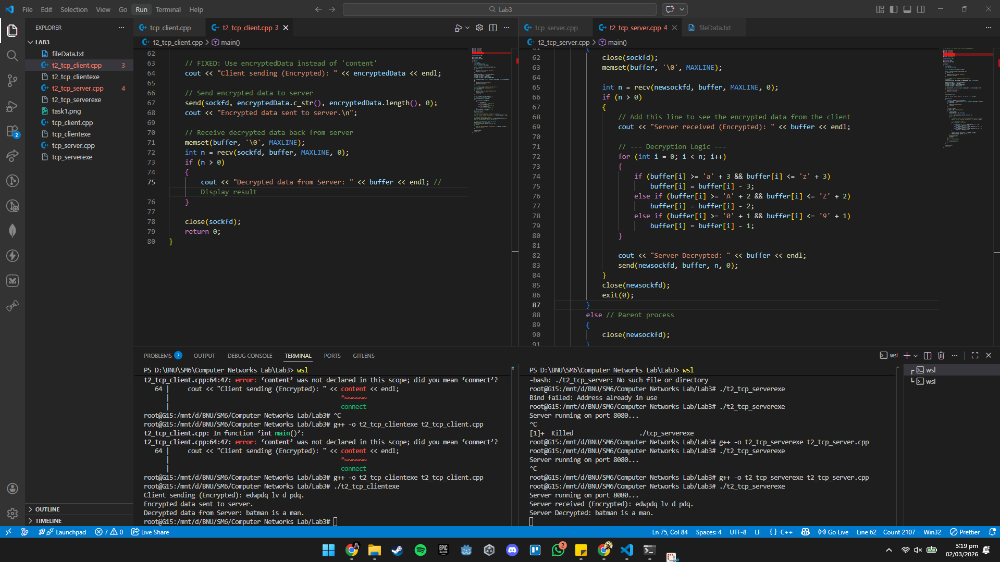 File Edit Selection View Go Run Terminal Help
Lab3
EXPLORER
LAB3
fileData.txt
t2_tcp_client.cpp 3
t2_tcp_clientexe
t2_tcp_server.cpp 4
t2_tcp_serverexe
task1.png
tcp_client.cpp
tcp_clientexe
tcp_server.cpp
tcp_serverexe
OUTLINE
TIMELINE
2
tcp_client.cpp t2_tcp_client.cpp 3
t2_tcp_client.cpp > main()
62
63 // FIXED: Use encryptedData instead of 'content'
64 cout << "Client sending (Encrypted): " << encryptedData << endl;
65
66 // Send encrypted data to server
67 send(sockfd, encryptedData.c_str(), encryptedData.length(), 0);
68 cout << "Encrypted data sent to server.\n";
69
70 // Receive decrypted data back from server
71 memset(buffer, '\0', MAXLINE);
72 int n = recv(sockfd, buffer, MAXLINE, 0);
73 if (n > 0)
74 {
75 cout << "Decrypted data from Server: " << buffer << endl; //
Display result
76 }
77
78 close(sockfd);
79 return 0;
80 }
tcp_server.cpp t2_tcp_server.cpp 4 fileData.txt
t2_tcp_server.cpp > main()
61 {
62 close(sockfd);
63 memset(buffer, '\0', MAXLINE);
64
65 int n = recv(newsockfd, buffer, MAXLINE, 0);
66 if (n > 0)
67 {
68 // Add this line to see the encrypted data from the client
69 cout << "Server received (Encrypted): " << buffer << endl;
70
71 // --- Decryption Logic ---
72 for (int i = 0; i < n; i++)
73 {
74 if (buffer[i] >= 'a' + 3 && buffer[i] <= 'z' + 3)
75 buffer[i] = buffer[i] - 3;
76 else if (buffer[i] >= 'A' + 2 && buffer[i] <= 'Z' + 2)
77 buffer[i] = buffer[i] - 2;
78 else if (buffer[i] >= '0' + 1 && buffer[i] <= '9' + 1)
79 buffer[i] = buffer[i] - 1;
80 }
81
82 cout << "Server Decrypted: " << buffer << endl;
83 send(newsockfd, buffer, n, 0);
84 }
85 close(newsockfd);
86 exit(0);
87 }
88 else // Parent process
89 {
90 close(newsockfd);
91 }
PROBLEMS 7 OUTPUT DEBUG CONSOLE TERMINAL PORTS GITLENS
wsl
PS D:\BNU\SM6\Computer Networks Lab\Lab3> wsl
t2_tcp_client.cpp:64:47: error: ‘content’ was not declared in this scope; did you mean ‘connect’?
64 | cout << "Client sending (Encrypted): " << content << endl;
| ^~~~~~~
| connect
root@G15:/mnt/d/BNU/SM6/Computer Networks Lab/Lab3# ^C
root@G15:/mnt/d/BNU/SM6/Computer Networks Lab/Lab3# g++ -o t2_tcp_clientexe t2_tcp_client.cpp
t2_tcp_client.cpp: In function ‘int main()’:
t2_tcp_client.cpp:64:47: error: ‘content’ was not declared in this scope; did you mean ‘connect’?
64 | cout << "Client sending (Encrypted): " << content << endl;
| ^~~~~~~
| connect
root@G15:/mnt/d/BNU/SM6/Computer Networks Lab/Lab3# g++ -o t2_tcp_clientexe t2_tcp_client.cpp
root@G15:/mnt/d/BNU/SM6/Computer Networks Lab/Lab3# ./t2_tcp_clientexe
Client sending (Encrypted): edwpdq lv d pdq.
Encrypted data sent to server.
Decrypted data from Server: batman is a man.
root@G15:/mnt/d/BNU/SM6/Computer Networks Lab/Lab3#
PS D:\BNU\SM6\Computer Networks Lab\Lab3> wsl
-bash: ./t2_tcp_server: No such file or directory
root@G15:/mnt/d/BNU/SM6/Computer Networks Lab/Lab3# ./t2_tcp_serverexe
Bind failed: Address already in use
root@G15:/mnt/d/BNU/SM6/Computer Networks Lab/Lab3# ./t2_tcp_serverexe
Server running on port 8080...
^C
[1]+ Killed ./tcp_serverexe
root@G15:/mnt/d/BNU/SM6/Computer Networks Lab/Lab3# g++ -o t2_tcp_serverexe t2_tcp_server.cpp
root@G15:/mnt/d/BNU/SM6/Computer Networks Lab/Lab3# ./t2_tcp_serverexe
Server running on port 8080...
^C
root@G15:/mnt/d/BNU/SM6/Computer Networks Lab/Lab3# g++ -o t2_tcp_serverexe t2_tcp_server.cpp
root@G15:/mnt/d/BNU/SM6/Computer Networks Lab/Lab3# ./t2_tcp_serverexe
Server running on port 8080...
Server received (Encrypted): edwpdq lv d pdq.
Server Decrypted: batman is a man.
wsl
wsl
Launchpad 7 0 Live Share
Ln 75, Col 84 Spaces: 4 UTF-8 LF { } C++ Go Live Line 62 Count 2107 Win32 Prettier
EPIC GAMES
2
3:19 pm
02/03/2026